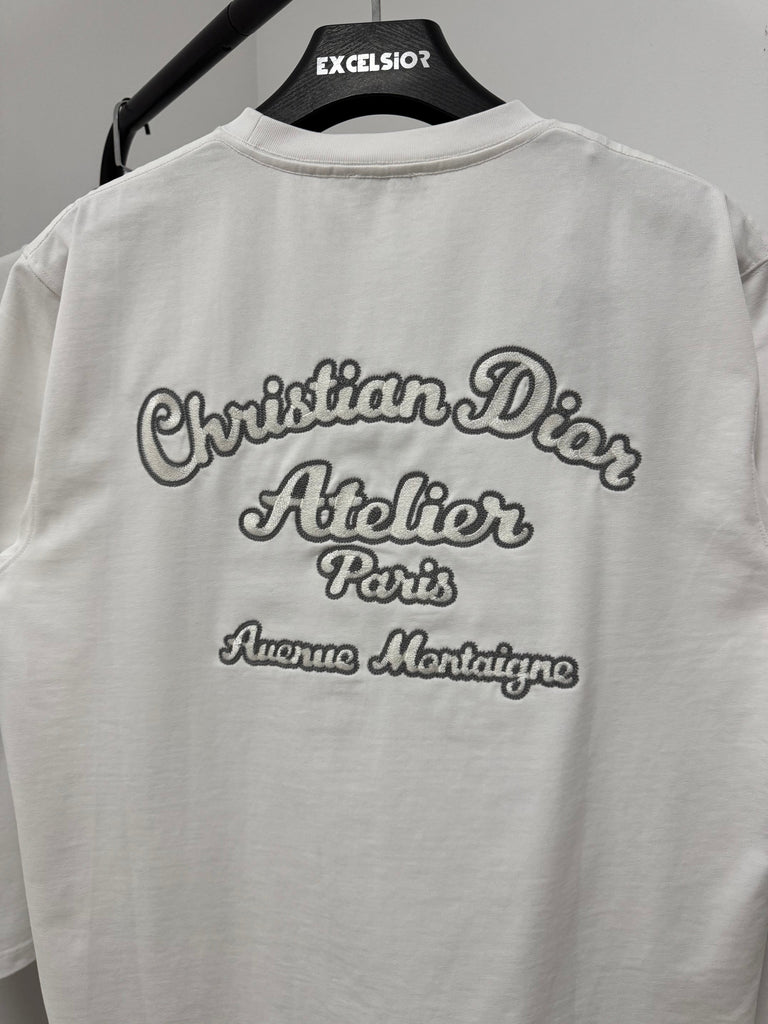 EXCELSIOR
Christian Dior
Atelier
Paris
Avenue Montaigne